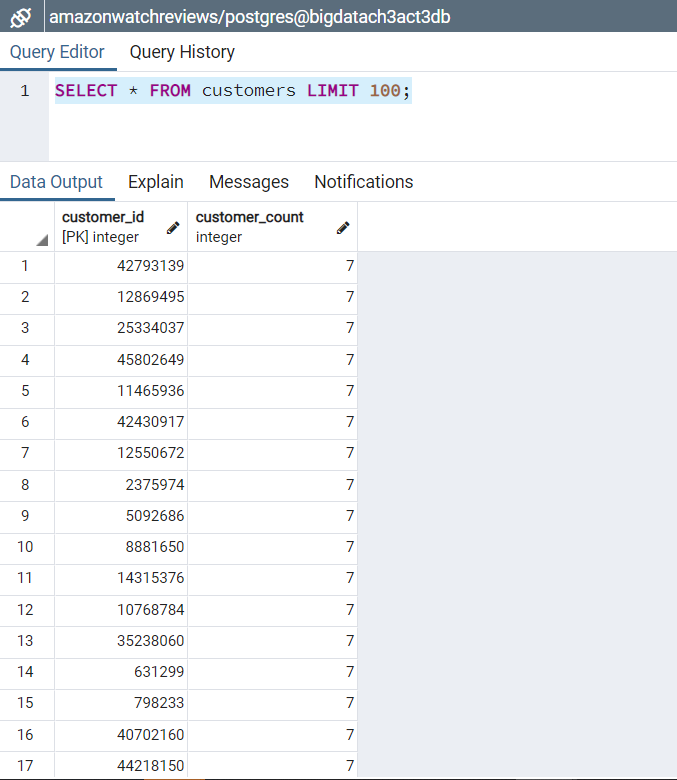 amazonwatchreviews/postgres@bigdatach3act3db
Query Editor Query History
1 SELECT * FROM customers LIMIT 100;
Data Output Explain Messages Notifications
customer_id customer_count
[PK] integer integer
1 42793139 7
2 12869495 7
3 25334037 7
4 45802649 7
5 11465936 7
6 42430917 7
7 12550672 7
8 2375974 7
9 5092686 7
10 8881650 7
11 14315376 7
12 10768784 7
13 35238060 7
14 631299 7
15 798233 7
16 40702160 7
17 44218150 7